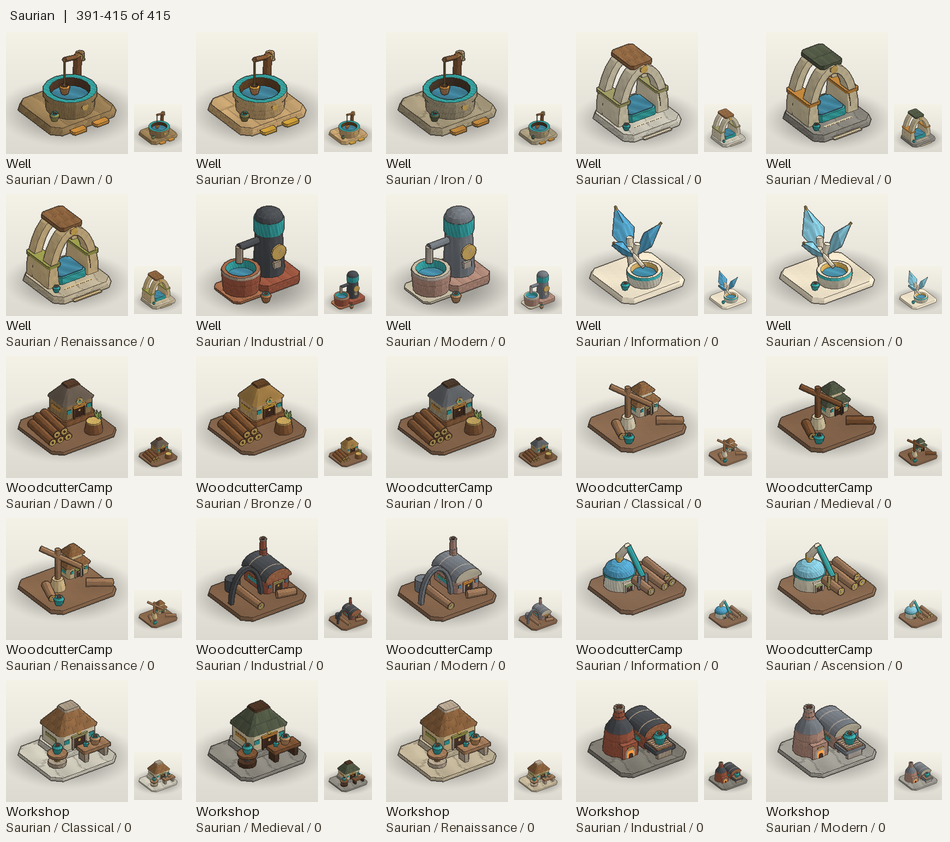 Saurian | 391-415 of 415
Well
Saurian / Dawn / 0
Well
Saurian / Bronze / 0
Well
Saurian / Iron / 0
Well
Saurian / Classical / 0
Well
Saurian / Medieval / 0
Well
Saurian / Renaissance / 0
Well
Saurian / Industrial / 0
Well
Saurian / Modern / 0
Well
Saurian / Information / 0
Well
Saurian / Ascension / 0
WoodcutterCamp
Saurian / Dawn / 0
WoodcutterCamp
Saurian / Bronze / 0
WoodcutterCamp
Saurian / Iron / 0
WoodcutterCamp
Saurian / Classical / 0
WoodcutterCamp
Saurian / Medieval / 0
WoodcutterCamp
Saurian / Renaissance / 0
WoodcutterCamp
Saurian / Industrial / 0
WoodcutterCamp
Saurian / Modern / 0
WoodcutterCamp
Saurian / Information / 0
WoodcutterCamp
Saurian / Ascension / 0
Workshop
Saurian / Classical / 0
Workshop
Saurian / Medieval / 0
Workshop
Saurian / Renaissance / 0
Workshop
Saurian / Industrial / 0
Workshop
Saurian / Modern / 0